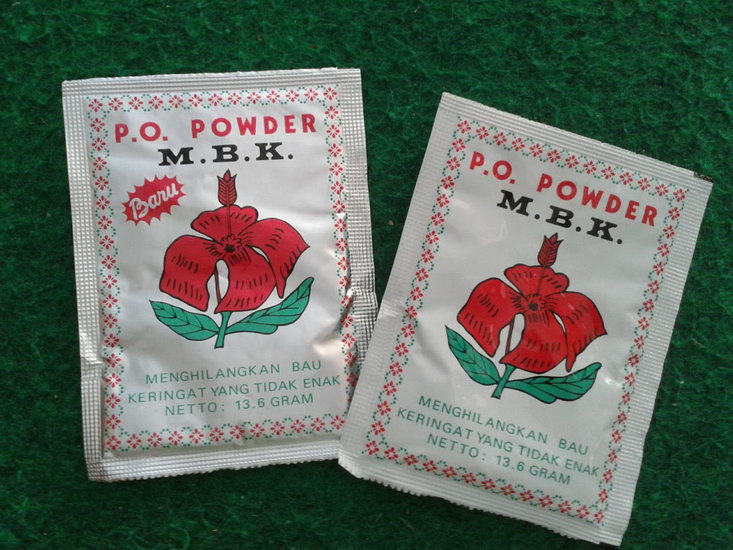 P.O. POWDER
M.B.K.
Baru
MENGHILANGKAN BAU
KERINGAT YANG TIDAK ENAK
NETTO: 13.6 GRAM
P.O. POWDER
M.B.K.
MENGHILANGKAN BAU
KERINGAT YANG TIDAK ENAK
NETTO: 13.6 GRAM